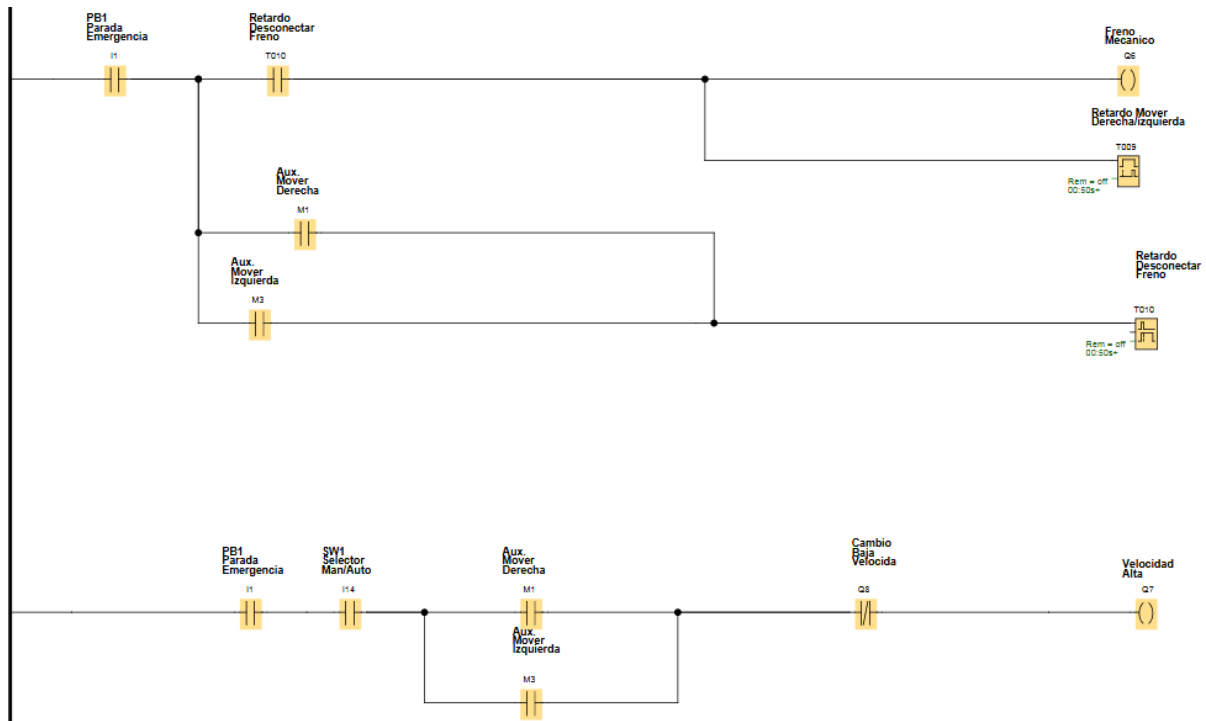 PB1
Parada
Emergencia
I1
Retardo
Desconectar
Freno
T010
Freno
Mecanico
Q6
Retardo Mover
Derecha/izquierda
T009
Rem = off
00:50s+
Aux.
Mover
Derecha
M1
Aux.
Mover
Izquierda
M3
Retardo
Desconectar
Freno
T010
Rem = off
00:50s+
PB1
Parada
Emergencia
I1
SW1
Selector
Man/Auto
I14
Aux.
Mover
Derecha
M1
Cambio
Baja
Velocida
Q8
Velocidad
Alta
Q7
Aux.
Mover
Izquierda
M3